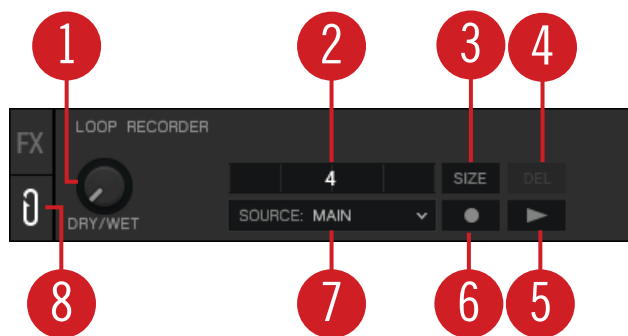 1 2 3 4
FX LOOP RECORDER
4 SIZE DEL
DRY/WET SOURCE: MAIN
8 7 6 5